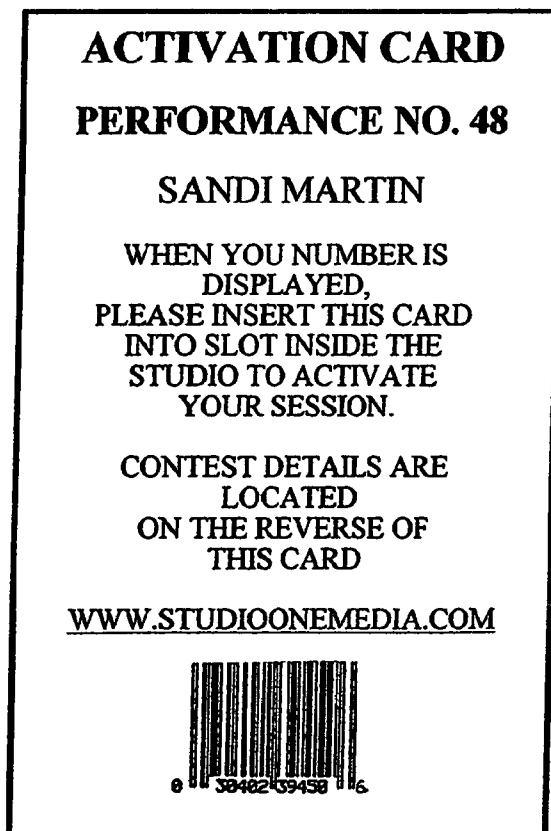 ACTIVATION CARD
PERFORMANCE NO. 48
SANDI MARTIN
WHEN YOU NUMBER IS
DISPLAYED,
PLEASE INSERT THIS CARD
INTO SLOT INSIDE THE
STUDIO TO ACTIVATE
YOUR SESSION.
CONTEST DETAILS ARE
LOCATED
ON THE REVERSE OF
THIS CARD
WWW.STUDIOONEMEDIA.COM
0 30402 39450 6